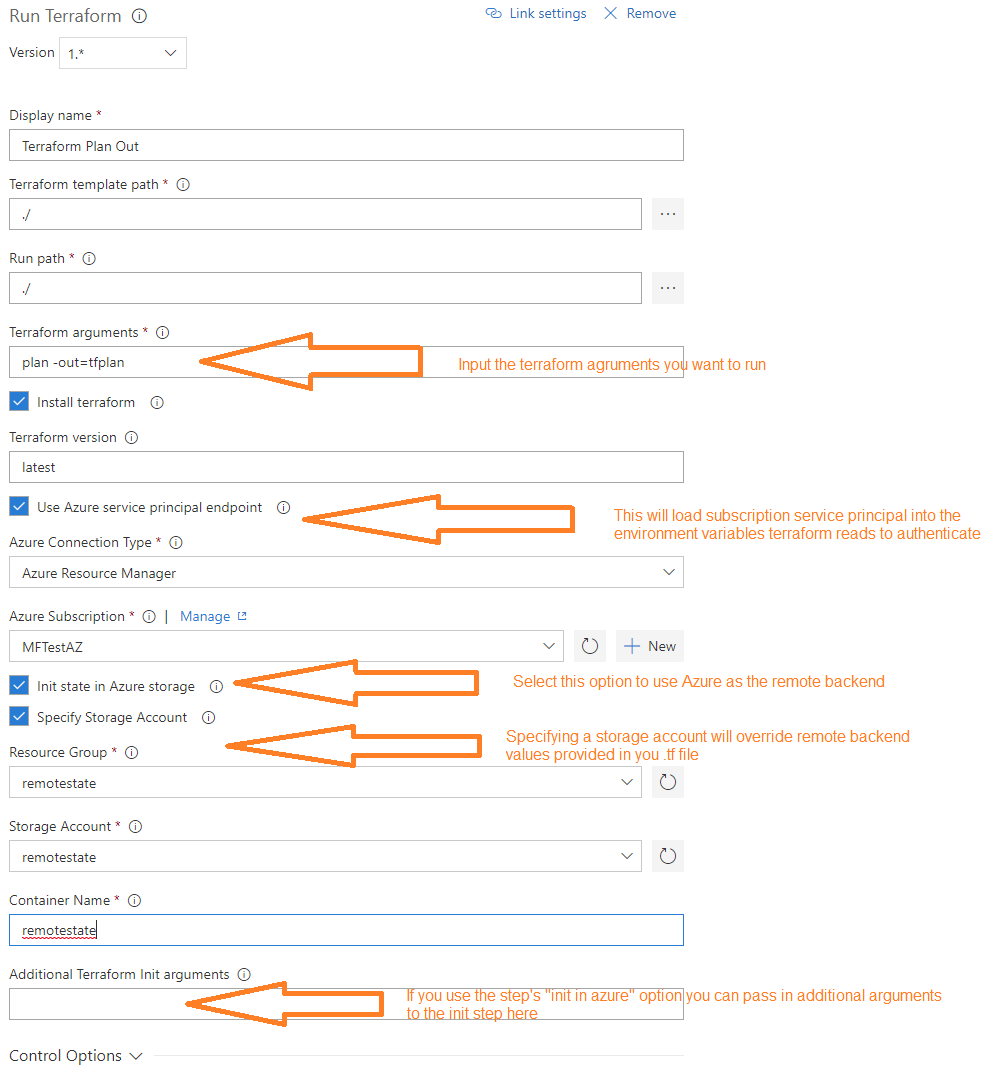 Run Terraform
Link settings
Remove
Version
1.*
Display name *
Terraform Plan Out
Terraform template path *
./
...
Run path *
./
...
Terraform arguments *
plan -out=tfplan
Input the terraform agruments you want to run
Install terraform
Terraform version
latest
Use Azure service principal endpoint
This will load subscription service principal into the
environment variables terraform reads to authenticate
Azure Connection Type *
Azure Resource Manager
Azure Subscription * | Manage
MFTestAZ
New
Init state in Azure storage
Select this option to use Azure as the remote backend
Specify Storage Account
Specifying a storage account will override remote backend
values provided in you .tf file
Resource Group *
remotestate
Storage Account *
remotestate
Container Name *
remotestate
Additional Terraform Init arguments
If you use the step's "init in azure" option you can pass in additional arguments
to the init step here
Control Options